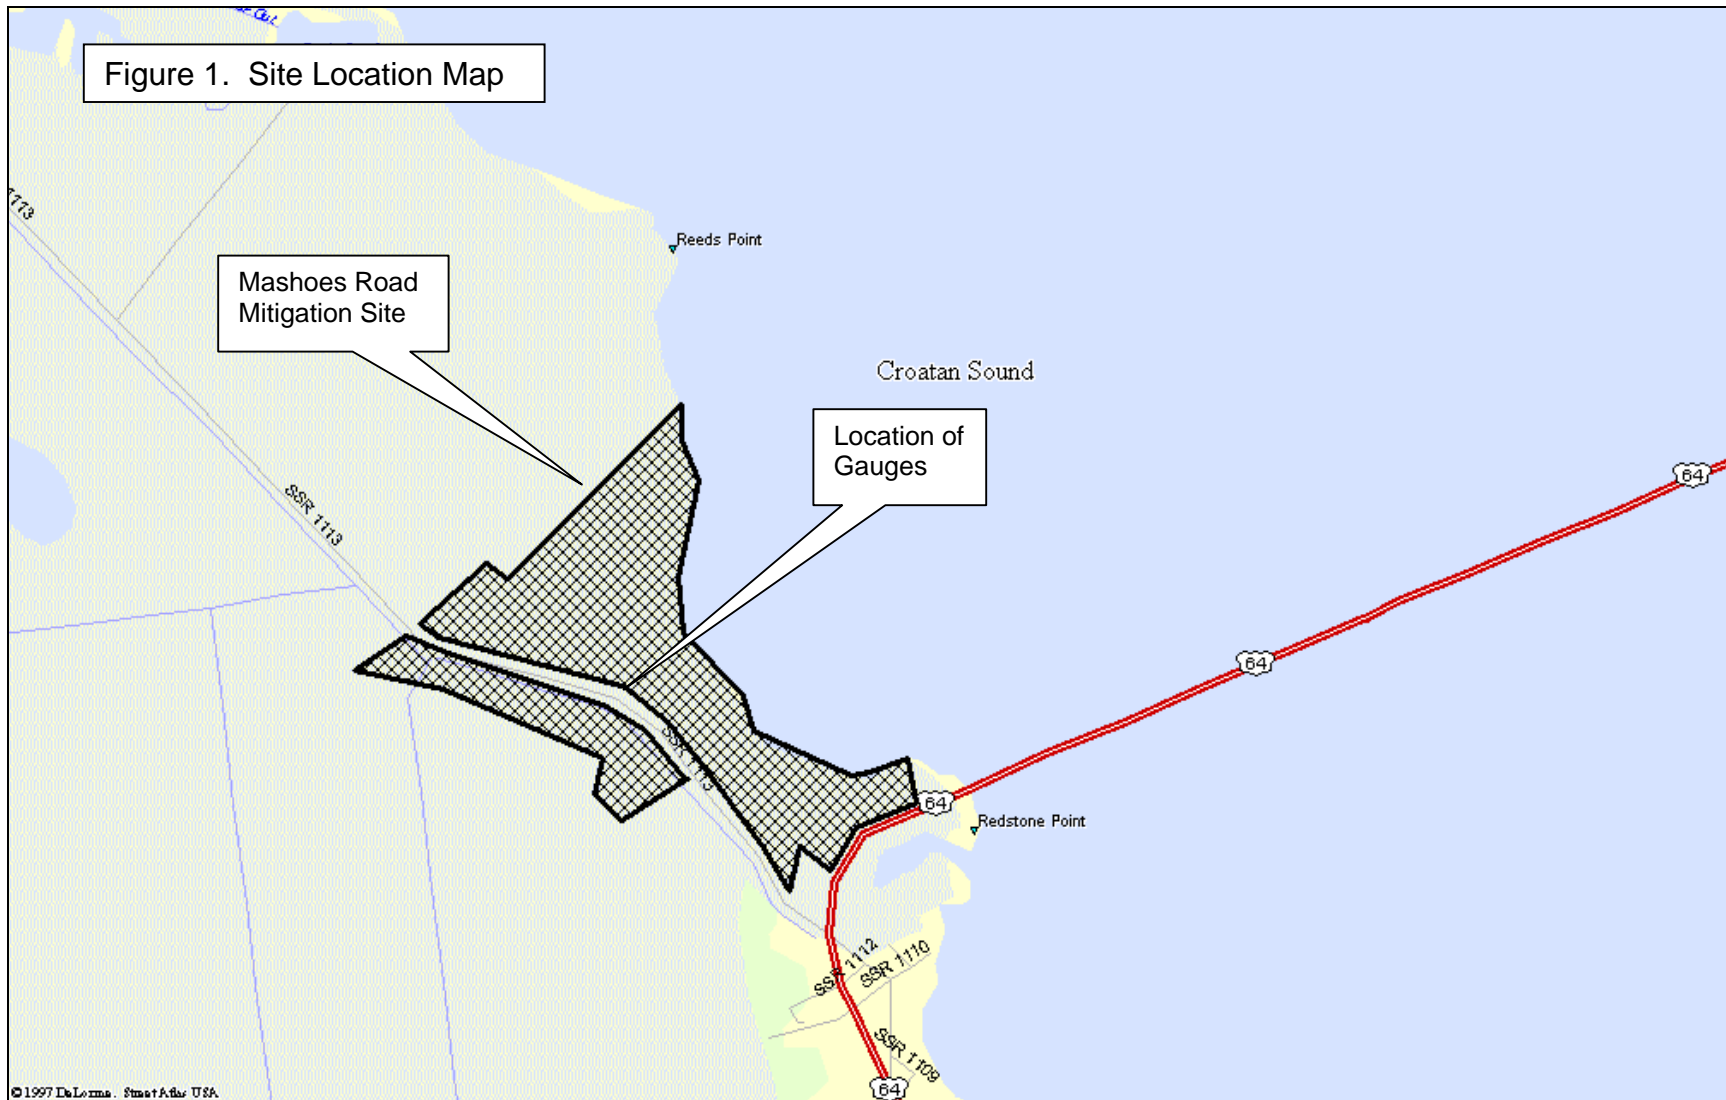 Figure 1.  Site Location Map
1113
Reeds Point
Mashoes Road
Mitigation Site
Croatan Sound
Location of
Gauges
64
SSR 1113
64
SSR 1113
64
Redstone Point
SSR 1112
SSR 1110
SSR 1109
64
©1997 DeLorme. Street Atlas USA